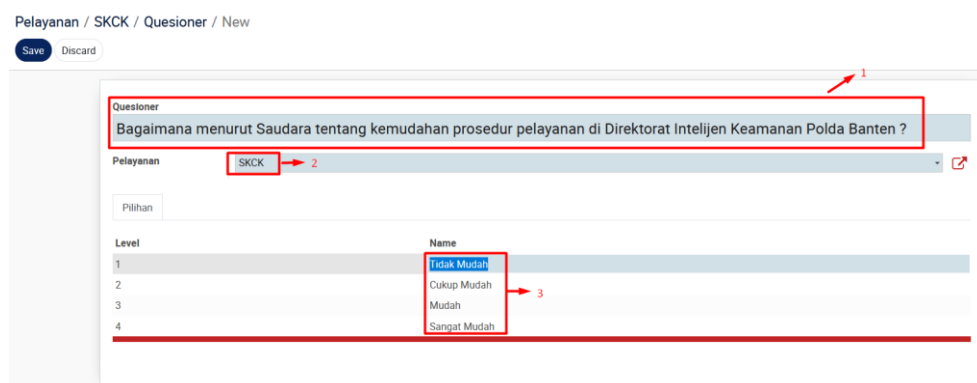 Pelayanan / SKCK / Quesioner / New
Save Discard
1
Quesioner
Bagaimana menurut Saudara tentang kemudahan prosedur pelayanan di Direktorat Intelijen Keamanan Polda Banten ?
Pelayanan SKCK 2
Pilihan
Level Name
1 Tidak Mudah
2 Cukup Mudah
3
3 Mudah
4 Sangat Mudah